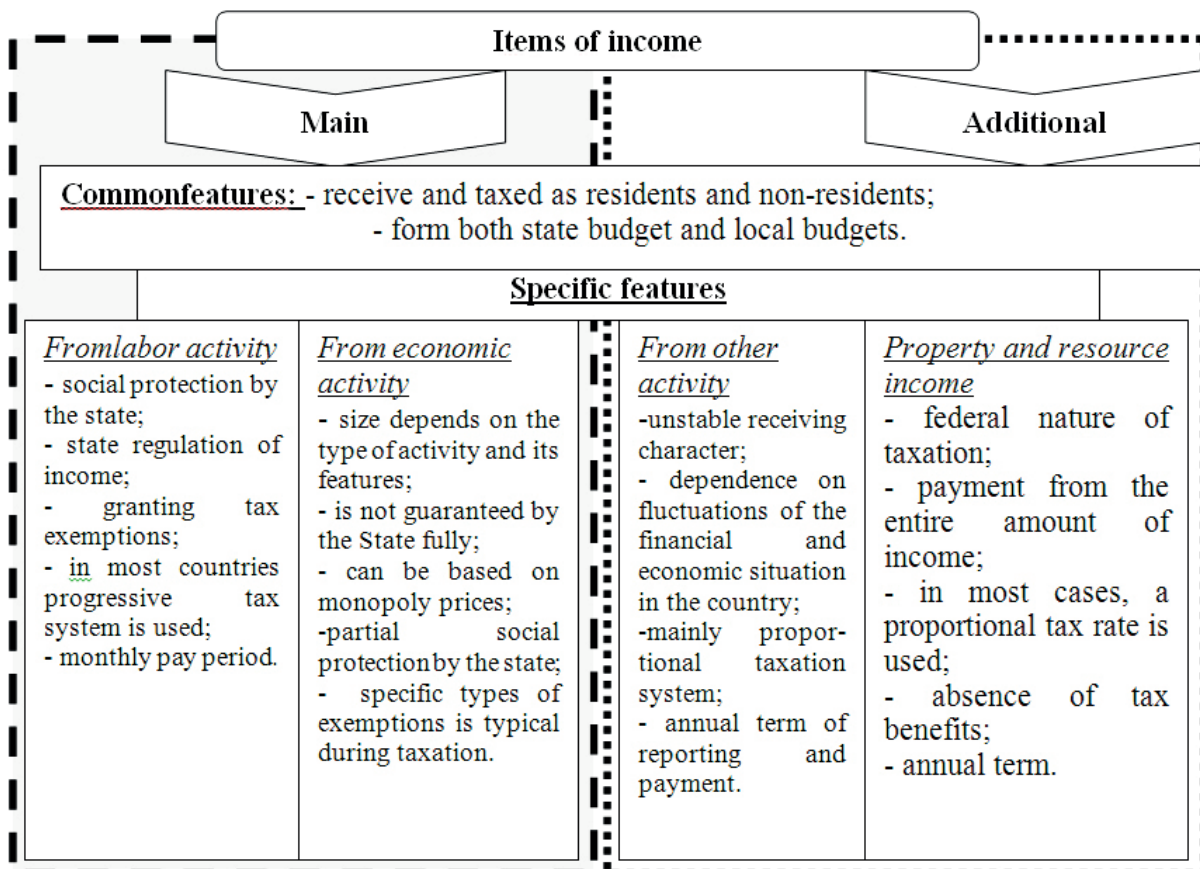 Items of income
Main
Additional
Commonfeatures: - receive and taxed as residents and non-residents;
- form both state budget and local budgets.
Specific features
Fromlabor activity
- social protection by
the state;
- state regulation of
income;
- granting tax
exemptions;
- in most countries
progressive tax
system is used;
- monthly pay period.
From economic
activity
- size depends on the
type of activity and its
features;
- is not guaranteed by
the State fully;
- can be based on
monopoly prices;
-partial social
protection by the state;
- specific types of
exemptions is typical
during taxation.
From other
activity
-unstable receiving
character;
- dependence on
fluctuations of the
financial and
economic situation
in the country;
-mainly propor-
tional taxation
system;
- annual term of
reporting and
payment.
Property and resource
income
- federal nature of
taxation;
- payment from the
entire amount of
income;
- in most cases, a
proportional tax rate is
used;
- absence of tax
benefits;
- annual term.